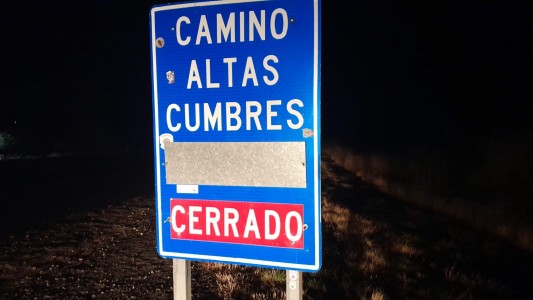 CAMINO
ALTAS
CUMBRES
CERRADO